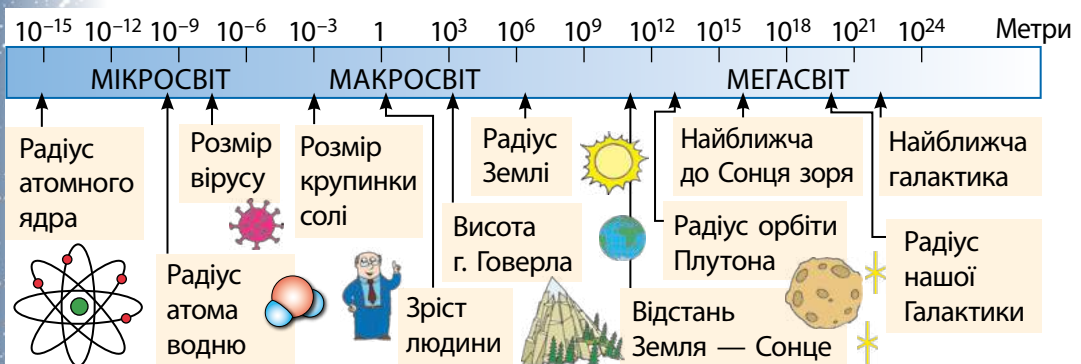 10⁻¹⁵ 10⁻¹² 10⁻⁹ 10⁻⁶ 10⁻³ 1 10³ 10⁶ 10⁹ 10¹² 10¹⁵ 10¹⁸ 10²¹ 10²⁴ Метри
МІКРОСВІТ МАКРОСВІТ МЕГАСВІТ
Радіус
атомного
ядра
Радіус
атома
водню
Розмір
вірусу
Розмір
крупинки
солі
Зріст
людини
Висота
г. Говерла
Радіус
Землі
Відстань
Земля — Сонце
Радіус орбіти
Плутона
Найближча
до Сонця зоря
Радіус
нашої
Галактики
Найближча
галактика